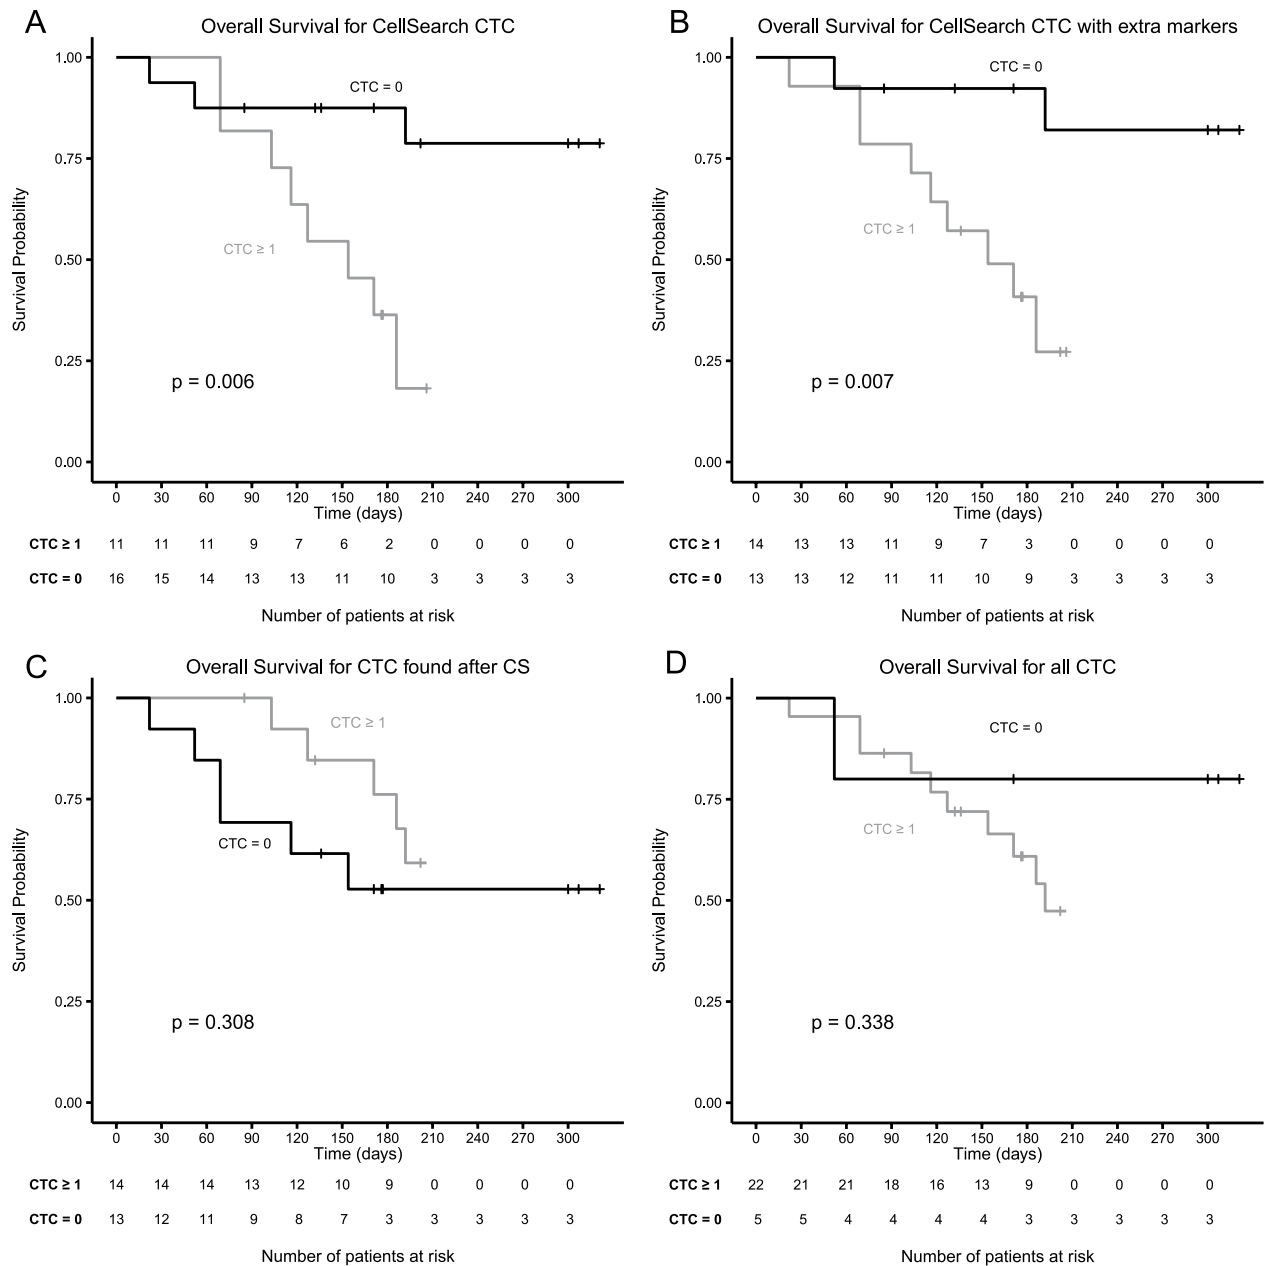 A
Overall Survival for CellSearch CTC
1.00
0.75
0.50
0.25
0.00
Survival Probability
CTC = 0
CTC ≥ 1
p = 0.006
0 30 60 90 120 150 180 210 240 270 300
Time (days)
CTC ≥ 1 11 11 11 9 7 6 2 0 0 0 0
CTC = 0 16 15 14 13 13 11 10 3 3 3 3
Number of patients at risk
B
Overall Survival for CellSearch CTC with extra markers
1.00
0.75
0.50
0.25
0.00
Survival Probability
CTC = 0
CTC ≥ 1
p = 0.007
0 30 60 90 120 150 180 210 240 270 300
Time (days)
CTC ≥ 1 14 13 13 11 9 7 3 0 0 0 0
CTC = 0 13 13 12 11 11 10 9 3 3 3 3
Number of patients at risk
C
Overall Survival for CTC found after CS
1.00
0.75
0.50
0.25
0.00
Survival Probability
CTC ≥ 1
CTC = 0
p = 0.308
0 30 60 90 120 150 180 210 240 270 300
Time (days)
CTC ≥ 1 14 14 14 13 12 10 9 0 0 0 0
CTC = 0 13 12 11 9 8 7 3 3 3 3 3
Number of patients at risk
D
Overall Survival for all CTC
1.00
0.75
0.50
0.25
0.00
Survival Probability
CTC = 0
CTC ≥ 1
p = 0.338
0 30 60 90 120 150 180 210 240 270 300
Time (days)
CTC ≥ 1 22 21 21 18 16 13 9 0 0 0 0
CTC = 0 5 5 4 4 4 4 3 3 3 3 3
Number of patients at risk